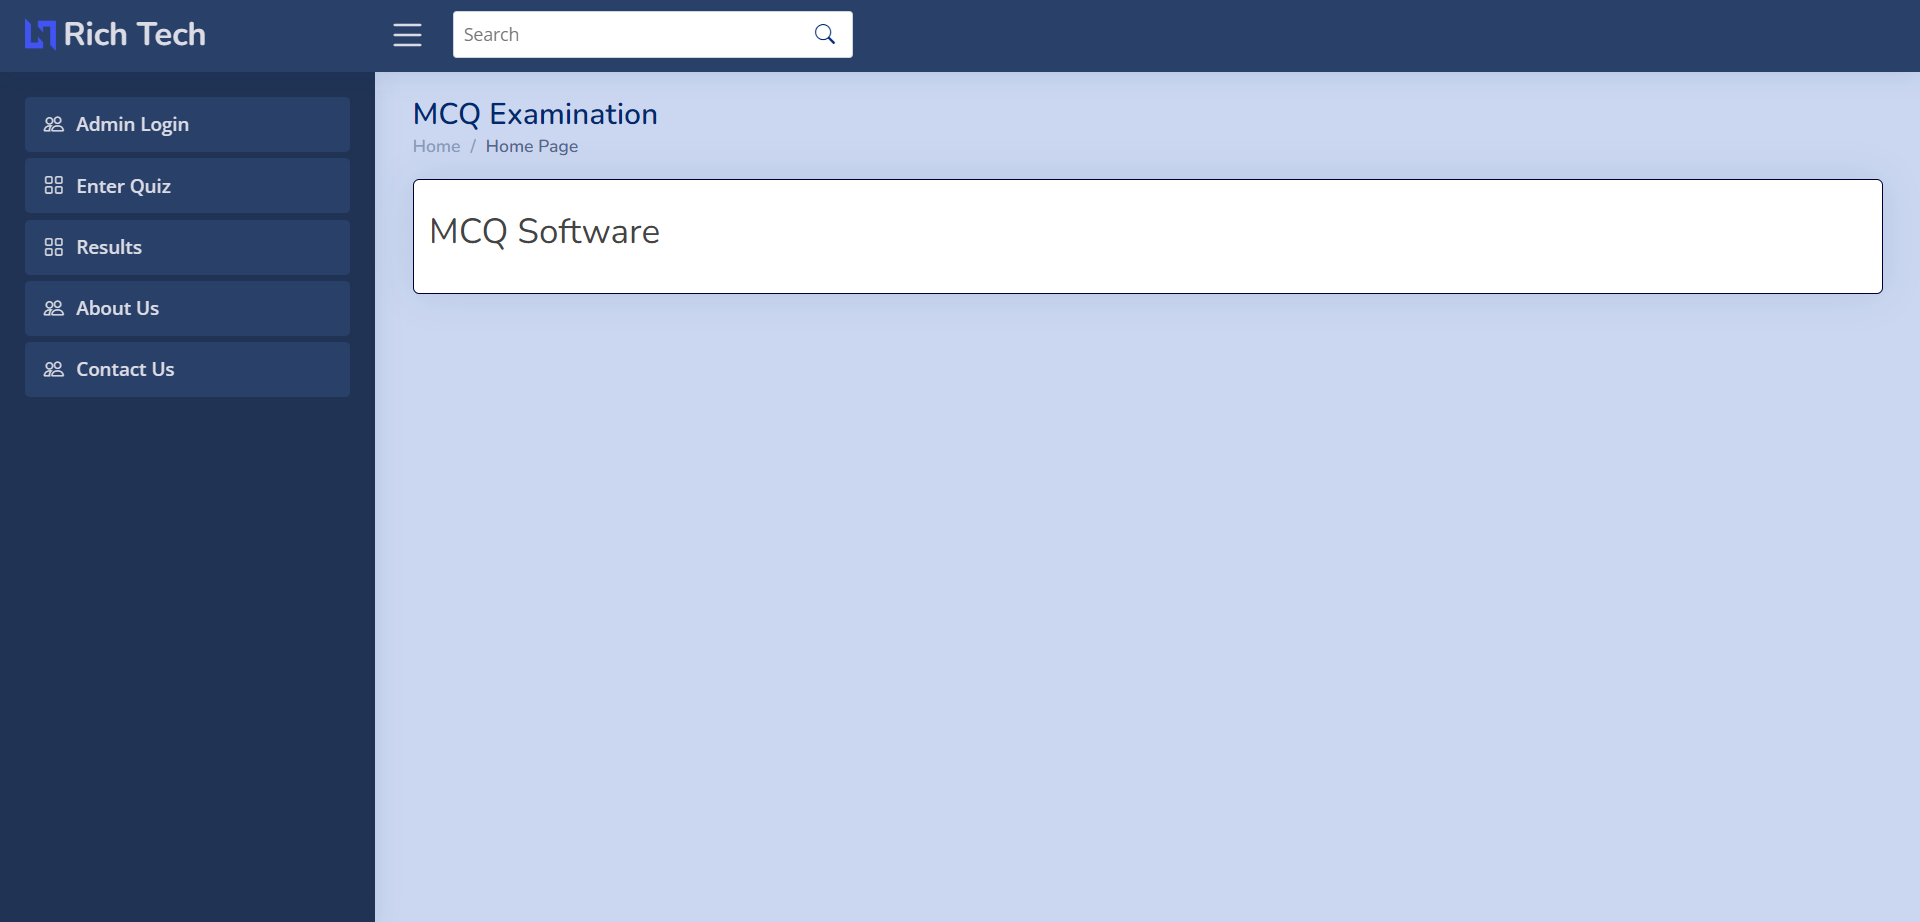 Rich Tech
Search
Admin Login
Enter Quiz
Results
About Us
Contact Us
MCQ Examination
Home / Home Page
MCQ Software